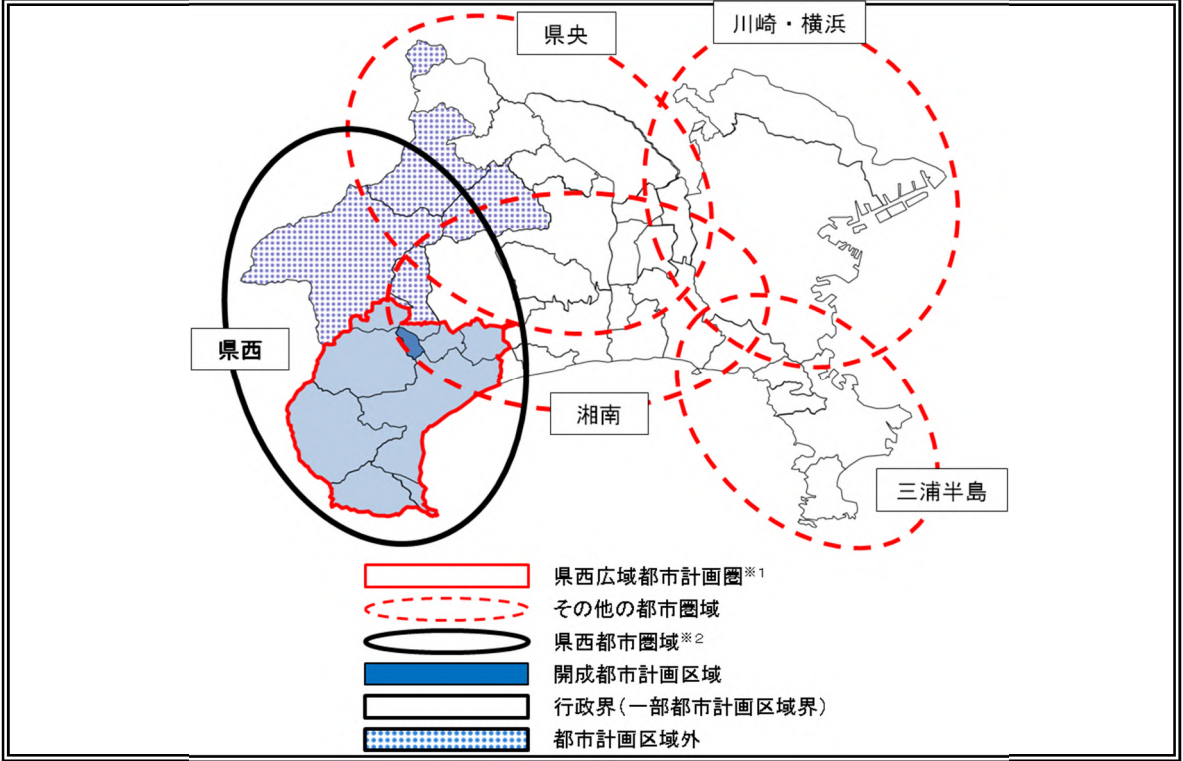 県央
川崎・横浜
県西
湘南
三浦半島
県西広域都市計画圏※1
その他の都市圏域
県西都市圏域※2
開成都市計画区域
行政界(一部都市計画区域界)
都市計画区域外